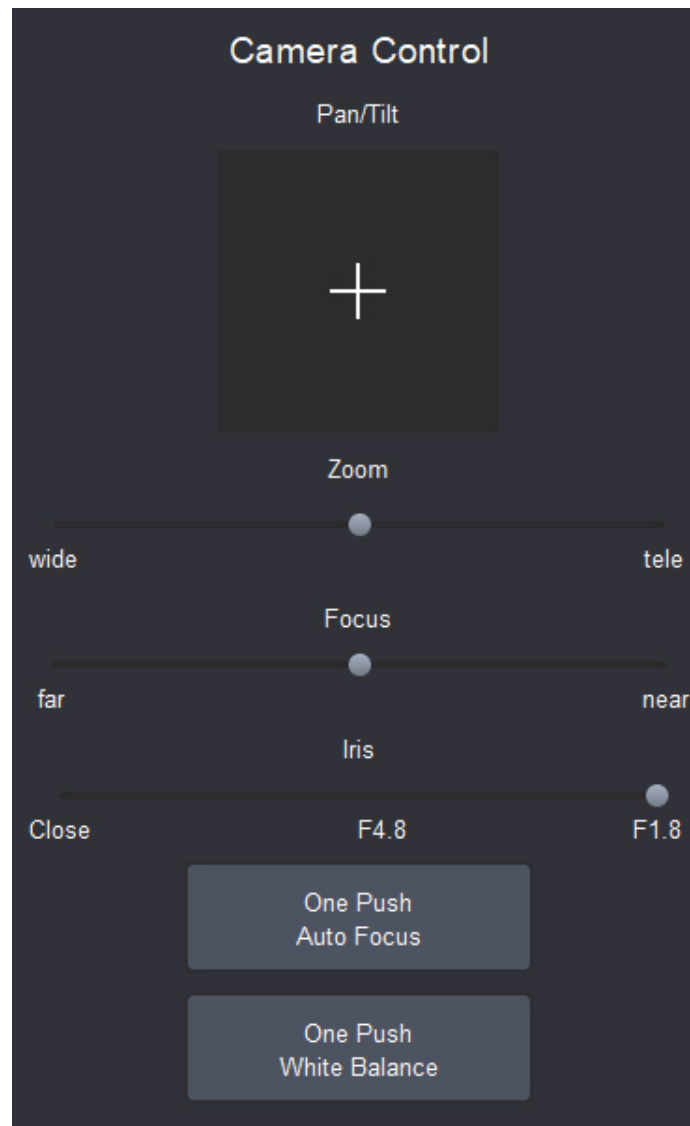 Camera Control
Pan/Tilt
Zoom
wide tele
Focus
far near
Iris
Close F4.8 F1.8
One Push
Auto Focus
One Push
White Balance